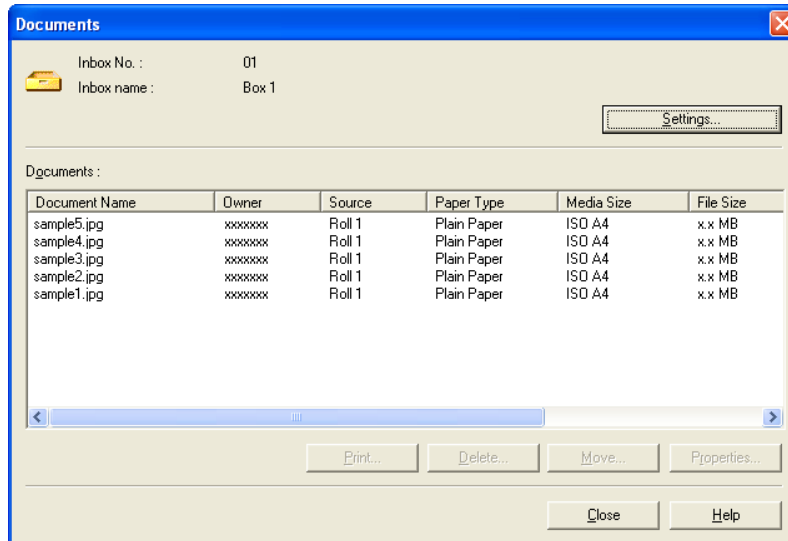 Documents
Inbox No. : 01
Inbox name : Box 1
Settings...
Documents :
Document Name Owner Source Paper Type Media Size File Size
sample5.jpg xxxxxxx Roll 1 Plain Paper ISO A4 x.x MB
sample4.jpg xxxxxxx Roll 1 Plain Paper ISO A4 x.x MB
sample3.jpg xxxxxxx Roll 1 Plain Paper ISO A4 x.x MB
sample2.jpg xxxxxxx Roll 1 Plain Paper ISO A4 x.x MB
sample1.jpg xxxxxxx Roll 1 Plain Paper ISO A4 x.x MB
Print... Delete... Move... Properties...
Close Help